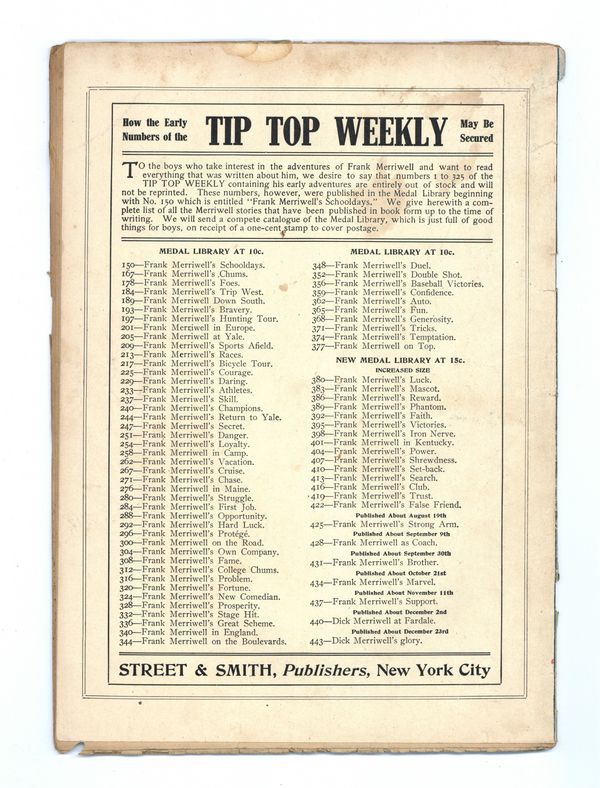 How the Early
Numbers of the
TIP TOP WEEKLY
May Be
Secured
TO the boys who take interest in the adventures of Frank Merriwell and want to read
everything that was written about him, we desire to say that numbers 1 to 325 of the
TIP TOP WEEKLY containing his early adventures are entirely out of stock and will
not be reprinted. These numbers, however, were published in the Medal Library beginning
with No. 150 which is entitled "Frank Merriwell's Schooldays." We give herewith a com-
plete list of all the Merriwell stories that have been published in book form up to the time of
writing. We will send a compete catalogue of the Medal Library, which is just full of good
things for boys, on receipt of a one-cent stamp to cover postage.
MEDAL LIBRARY AT 10c.
150—Frank Merriwell's Schooldays.
167—Frank Merriwell's Chums.
178—Frank Merriwell's Foes.
184—Frank Merriwell's Trip West.
189—Frank Merriwell Down South.
193—Frank Merriwell's Bravery.
197—Frank Merriwell's Hunting Tour.
201—Frank Merriwell in Europe.
205—Frank Merriwell at Yale.
209—Frank Merriwell's Sports Afield.
213—Frank Merriwell's Races.
217—Frank Merriwell's Bicycle Tour.
225—Frank Merriwell's Courage.
229—Frank Merriwell's Daring.
233—Frank Merriwell's Athletes.
237—Frank Merriwell's Skill.
240—Frank Merriwell's Champions.
244—Frank Merriwell's Return to Yale.
247—Frank Merriwell's Secret.
251—Frank Merriwell's Danger.
254—Frank Merriwell's Loyalty.
258—Frank Merriwell in Camp.
262—Frank Merriwell's Vacation.
267—Frank Merriwell's Cruise.
271—Frank Merriwell's Chase.
276—Frank Merriwell in Maine.
280—Frank Merriwell's Struggle.
284—Frank Merriwell's First Job.
288—Frank Merriwell's Opportunity.
292—Frank Merriwell's Hard Luck.
296—Frank Merriwell's Protégé.
300—Frank Merriwell on the Road.
304—Frank Merriwell's Own Company.
308—Frank Merriwell's Fame.
312—Frank Merriwell's College Chums.
316—Frank Merriwell's Problem.
320—Frank Merriwell's Fortune.
324—Frank Merriwell's New Comedian.
328—Frank Merriwell's Prosperity.
332—Frank Merriwell's Stage Hit.
336—Frank Merriwell's Great Scheme.
340—Frank Merriwell in England.
344—Frank Merriwell on the Boulevards.
MEDAL LIBRARY AT 10c.
348—Frank Merriwell's Duel.
352—Frank Merriwell's Double Shot.
356—Frank Merriwell's Baseball Victories.
359—Frank Merriwell's Confidence.
362—Frank Merriwell's Auto.
365—Frank Merriwell's Fun.
368—Frank Merriwell's Generosity.
371—Frank Merriwell's Tricks.
374—Frank Merriwell's Temptation.
377—Frank Merriwell on Top.
NEW MEDAL LIBRARY AT 15c.
INCREASED SIZE
380—Frank Merriwell's Luck.
383—Frank Merriwell's Mascot.
386—Frank Merriwell's Reward.
389—Frank Merriwell's Phantom.
392—Frank Merriwell's Faith.
395—Frank Merriwell's Victories.
398—Frank Merriwell's Iron Nerve.
401—Frank Merriwell in Kentucky.
404—Frank Merriwell's Power.
407—Frank Merriwell's Shrewdness.
410—Frank Merriwell's Set-back.
413—Frank Merriwell's Search.
416—Frank Merriwell's Club.
419—Frank Merriwell's Trust.
422—Frank Merriwell's False Friend.
Published About August 19th
425—Frank Merriwell's Strong Arm.
Published About September 9th
428—Frank Merriwell as Coach.
Published About September 30th
431—Frank Merriwell's Brother.
Published About October 21st
434—Frank Merriwell's Marvel.
Published About November 11th
437—Frank Merriwell's Support.
Published About December 2nd
440—Dick Merriwell at Fardale.
Published About December 23rd
443—Dick Merriwell's glory.
STREET & SMITH, Publishers, New York City